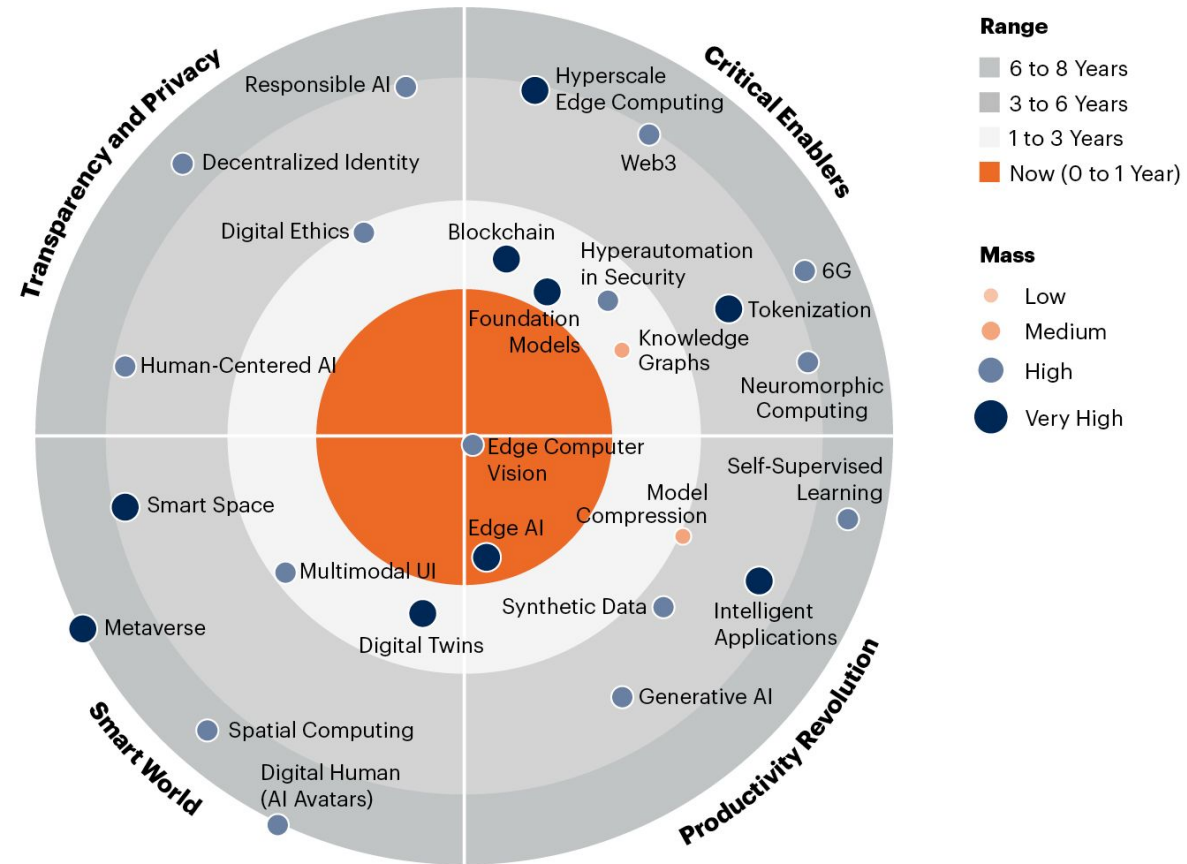 Transparency and Privacy
Responsible AI
Decentralized Identity
Digital Ethics
Human-Centered AI
Critical Enablers
Hyperscale
Edge Computing
Web3
Blockchain
Hyperautomation
in Security
6G
Foundation
Models
Tokenization
Knowledge
Graphs
Neuromorphic
Computing
Smart World
Smart Space
Multimodal UI
Metaverse
Digital Twins
Spatial Computing
Digital Human
(AI Avatars)
Productivity Revolution
Edge Computer
Vision
Self-Supervised
Learning
Model
Compression
Edge AI
Synthetic Data
Intelligent
Applications
Generative AI
Range
6 to 8 Years
3 to 6 Years
1 to 3 Years
Now (0 to 1 Year)
Mass
Low
Medium
High
Very High